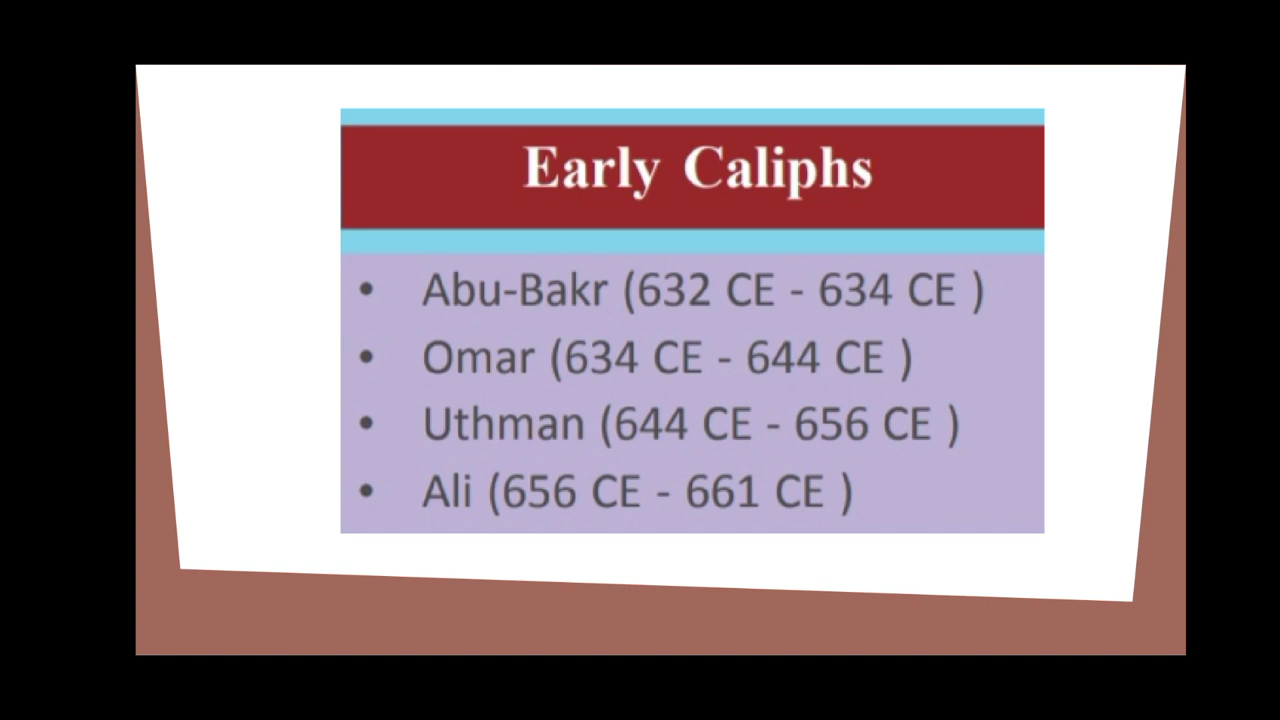 Early Caliphs
• Abu-Bakr (632 CE - 634 CE )
• Omar (634 CE - 644 CE )
• Uthman (644 CE - 656 CE )
• Ali (656 CE - 661 CE )